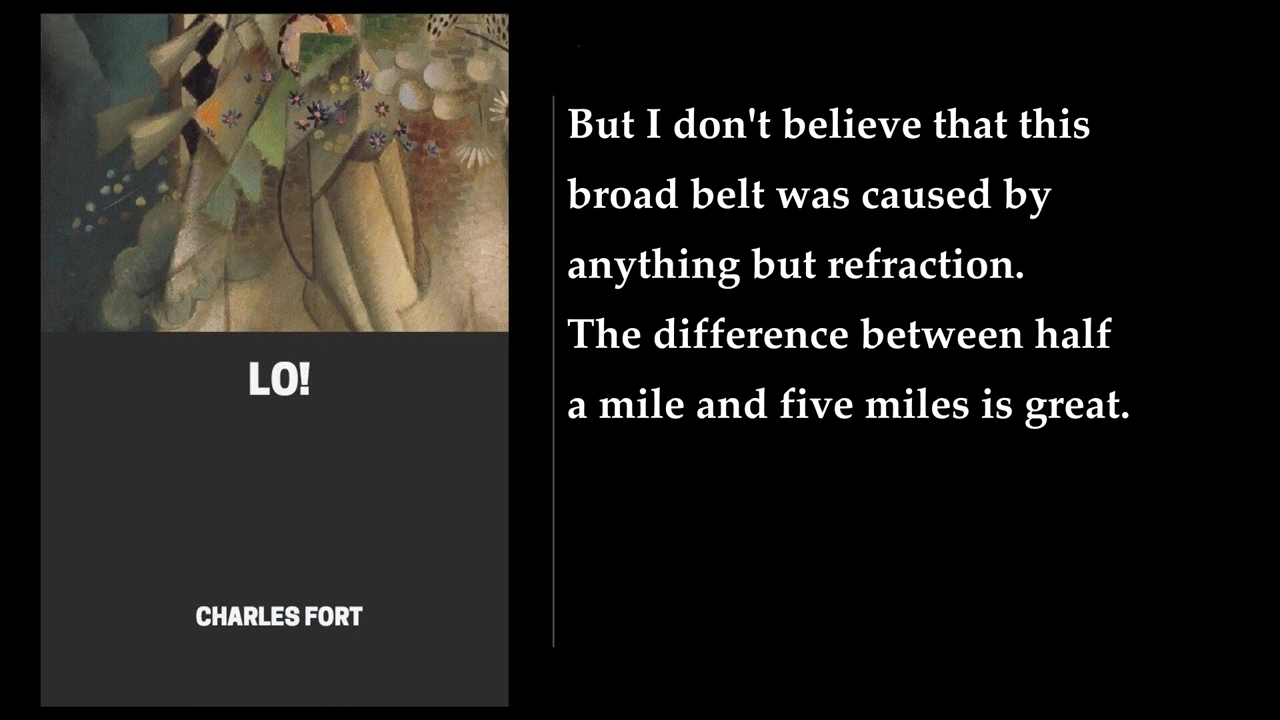 LO!
CHARLES FORT
But I don't believe that this
broad belt was caused by
anything but refraction.
The difference between half
a mile and five miles is great.